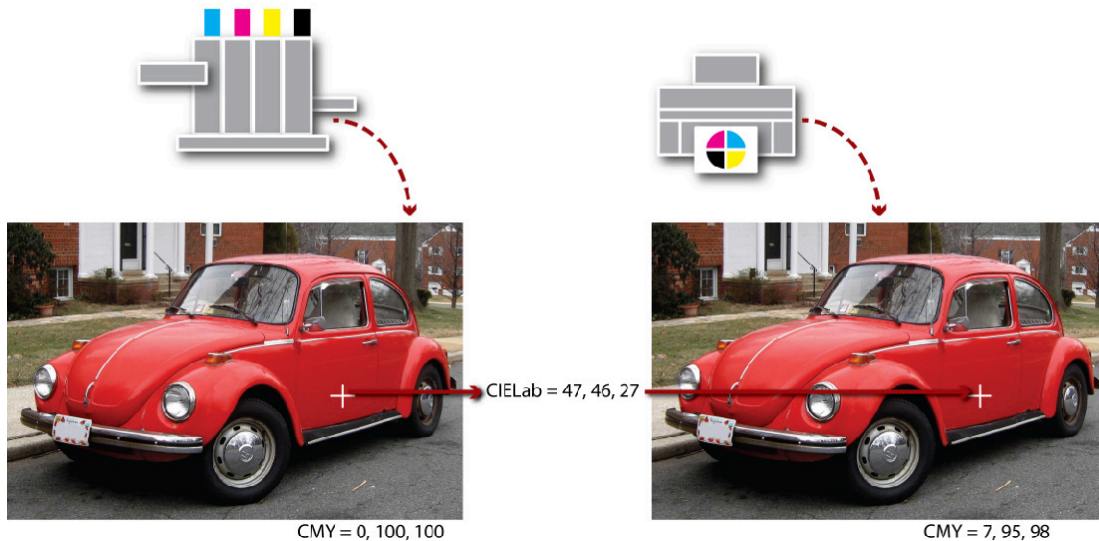 CIELab = 47, 46, 27
CMY = 0, 100, 100
CMY = 7, 95, 98